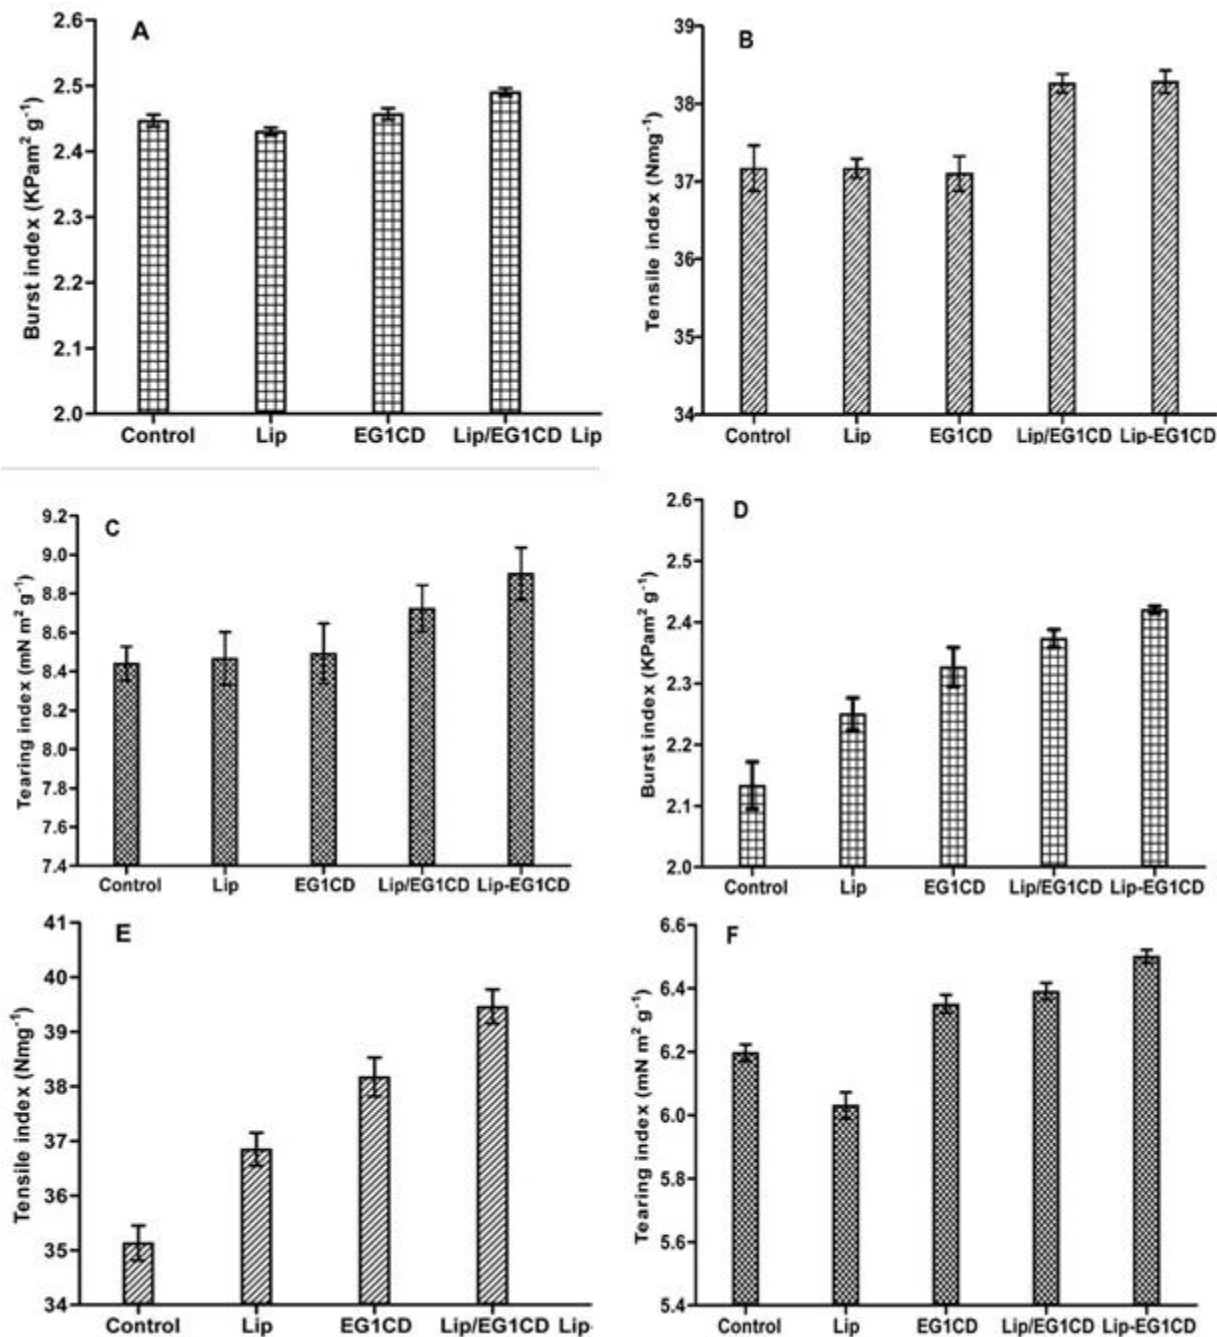 A
Burst index (KPam² g⁻¹)
2.6
2.5
2.4
2.3
2.2
2.1
2.0
Control Lip EG1CD Lip/EG1CD Lip
B
Tensile index (Nmg⁻¹)
39
38
37
36
35
34
Control Lip EG1CD Lip/EG1CD Lip-EG1CD
C
Tearing index (mN m² g⁻¹)
9.2
9.0
8.8
8.6
8.4
8.2
8.0
7.8
7.6
7.4
Control Lip EG1CD Lip/EG1CD Lip-EG1CD
D
Burst index (KPam² g⁻¹)
2.6
2.5
2.4
2.3
2.2
2.1
2.0
Control Lip EG1CD Lip/EG1CD Lip-EG1CD
E
Tensile index (Nmg⁻¹)
41
40
39
38
37
36
35
34
Control Lip EG1CD Lip/EG1CD Lip-
F
Tearing index (mN m² g⁻¹)
6.6
6.4
6.2
6.0
5.8
5.6
5.4
Control Lip EG1CD Lip/EG1CD Lip-EG1CD